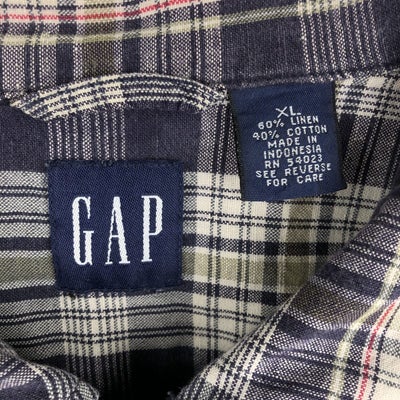 XL
60% LINEN
40% COTTON
MADE IN
INDONESIA
RN 54023
SEE REVERSE
FOR CARE
GAP